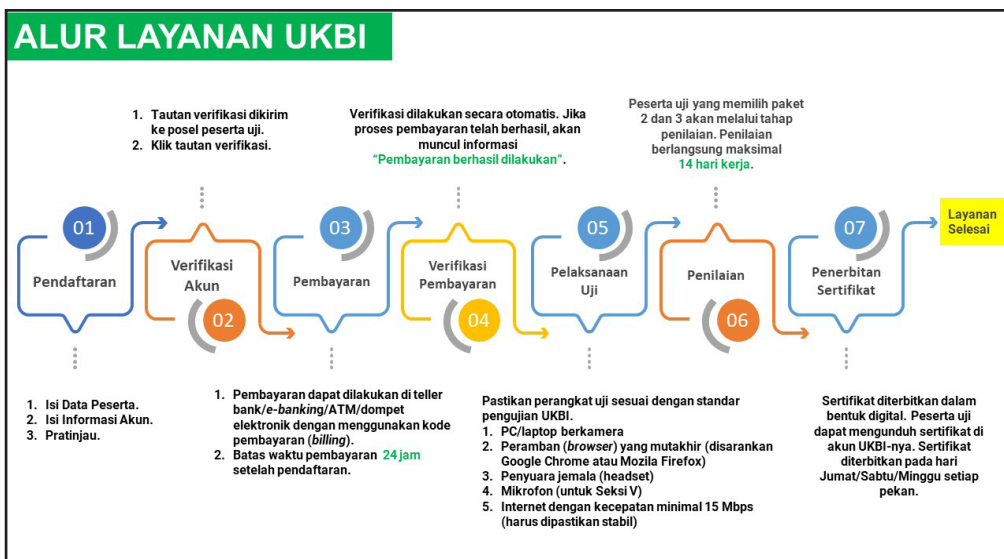 ALUR LAYANAN UKBI
1. Tautan verifikasi dikirim
ke posel peserta uji.
2. Klik tautan verifikasi.
Verifikasi dilakukan secara otomatis. Jika
proses pembayaran telah berhasil, akan
muncul informasi
“Pembayaran berhasil dilakukan”.
Peserta uji yang memilih paket
2 dan 3 akan melalui tahap
penilaian. Penilaian
berlangsung maksimal
14 hari kerja.
01
Pendaftaran
Verifikasi
Akun
02
03
Pembayaran
Verifikasi
Pembayaran
04
05
Pelaksanaan
Uji
Penilaian
06
07
Penerbitan
Sertifikat
Layanan
Selesai
1. Isi Data Peserta.
2. Isi Informasi Akun.
3. Pratinjau.
1. Pembayaran dapat dilakukan di teller
bank/e-banking/ATM/dompet
elektronik dengan menggunakan kode
pembayaran (billing).
2. Batas waktu pembayaran 24 jam
setelah pendaftaran.
Pastikan perangkat uji sesuai dengan standar
pengujian UKBI.
1. PC/laptop berkamera
2. Peramban (browser) yang mutakhir (disarankan
Google Chrome atau Mozila Firefox)
3. Penyuara jemala (headset)
4. Mikrofon (untuk Seksi V)
5. Internet dengan kecepatan minimal 15 Mbps
(harus dipastikan stabil)
Sertifikat diterbitkan dalam
bentuk digital. Peserta uji
dapat mengunduh sertifikat di
akun UKBI-nya. Sertifikat
diterbitkan pada hari
Jumat/Sabtu/Minggu setiap
pekan.